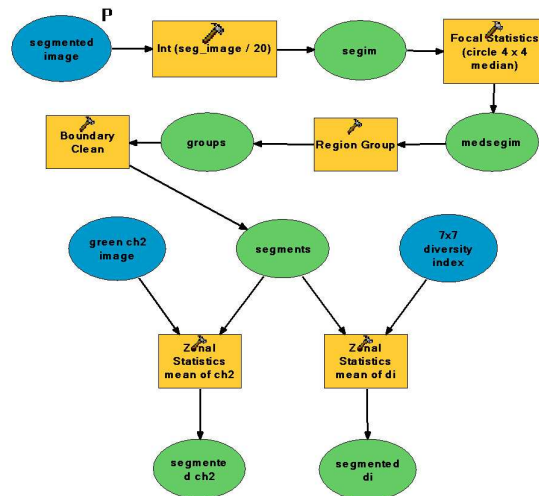 P
segmented
image
Int (seg_image / 20)
segim
Focal Statistics
(circle 4 x 4
median)
Boundary
Clean
groups
Region Group
medsegim
green ch2
image
segments
7x7
diversity
index
Zonal
Statistics
mean of ch2
Zonal
Statistics
mean of di
segmente
d ch2
segmented
di